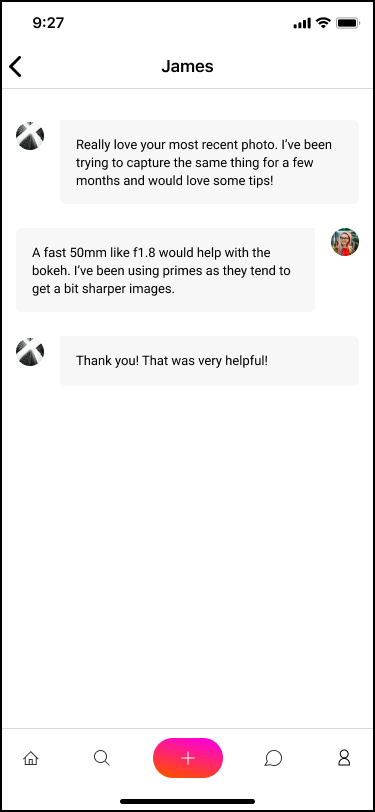 9:27
James
Really love your most recent photo. I’ve been
trying to capture the same thing for a few
months and would love some tips!
A fast 50mm like f1.8 would help with the
bokeh. I’ve been using primes as they tend to
get a bit sharper images.
Thank you! That was very helpful!